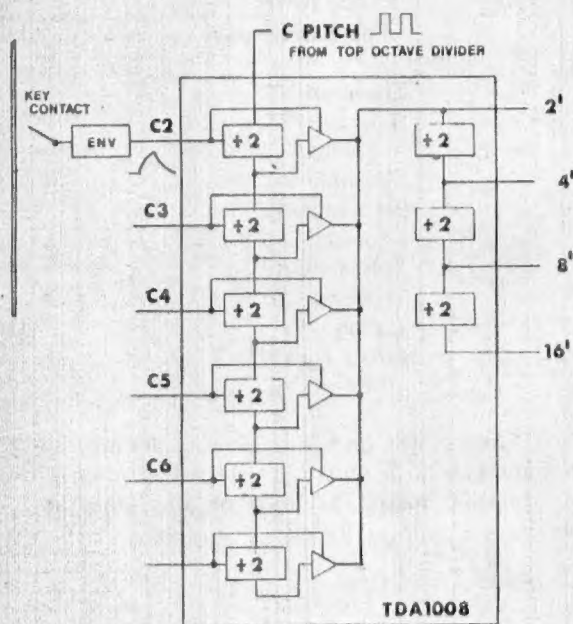 C PITCH
FROM TOP OCTAVE DIVIDER
KEY
CONTACT
ENV
C2
÷2
÷2
2'
4'
C3
÷2
÷2
8'
C4
÷2
÷2
16'
C5
÷2
C6
÷2
÷2
TDA1008